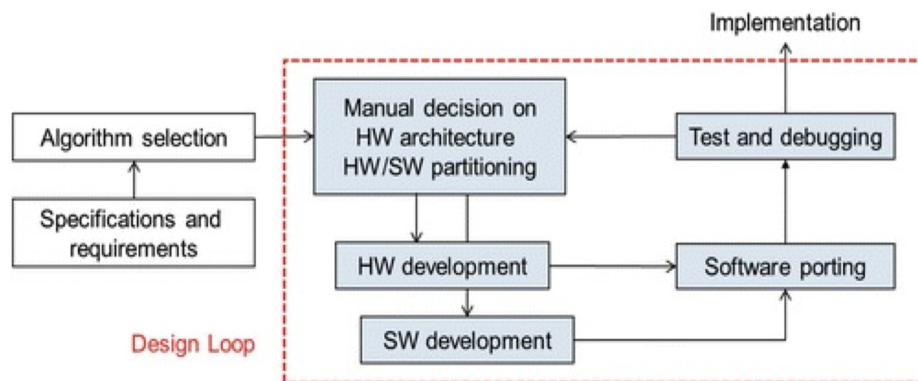 Implementation
Manual decision on
HW architecture
HW/SW partitioning
Algorithm selection
Test and debugging
Specifications and
requirements
HW development
Software porting
SW development
Design Loop